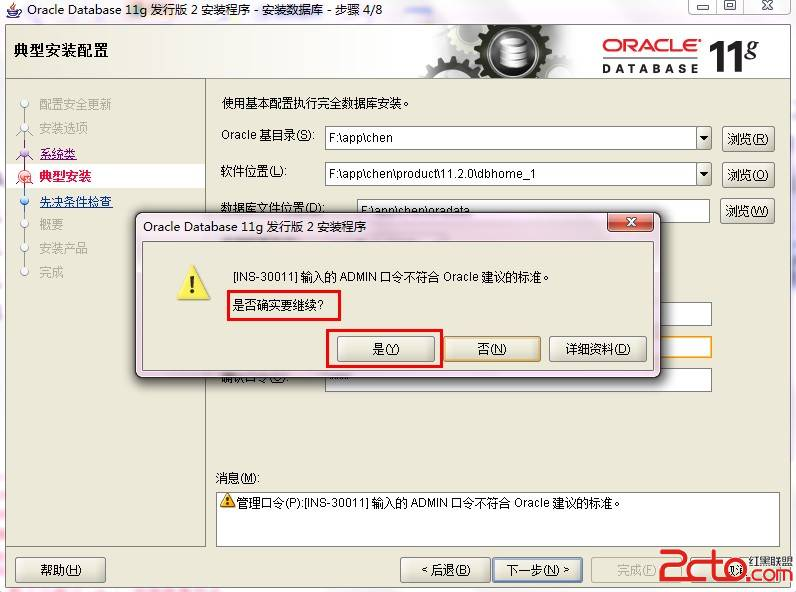 Oracle Database 11g 发行版 2 安装程序 - 安装数据库 - 步骤 4/8
典型安装配置
ORACLE
DATABASE 11g
配置安全更新
安装选项
系统类
典型安装
先决条件检查
概要
安装产品
完成
使用基本配置执行完全数据库安装。
Oracle 基目录(S): F:\app\chen 浏览(R)
软件位置(L): F:\app\chen\product\11.2.0\dbhome_1 浏览(O)
数据库文件位置(D): F:\app\chen\oradata 浏览(W)
Oracle Database 11g 发行版 2 安装程序
[INS-30011] 输入的 ADMIN 口令不符合 Oracle 建议的标准。
是否确实要继续?
是(Y) 否(N) 详细资料(D)
确认口令(C): ****
消息(M):
管理口令(P):[INS-30011] 输入的 ADMIN 口令不符合 Oracle 建议的标准。
帮助(H) < 后退(B) 下一步(N) > 完成(F) 取消
2cto.com 红黑联盟